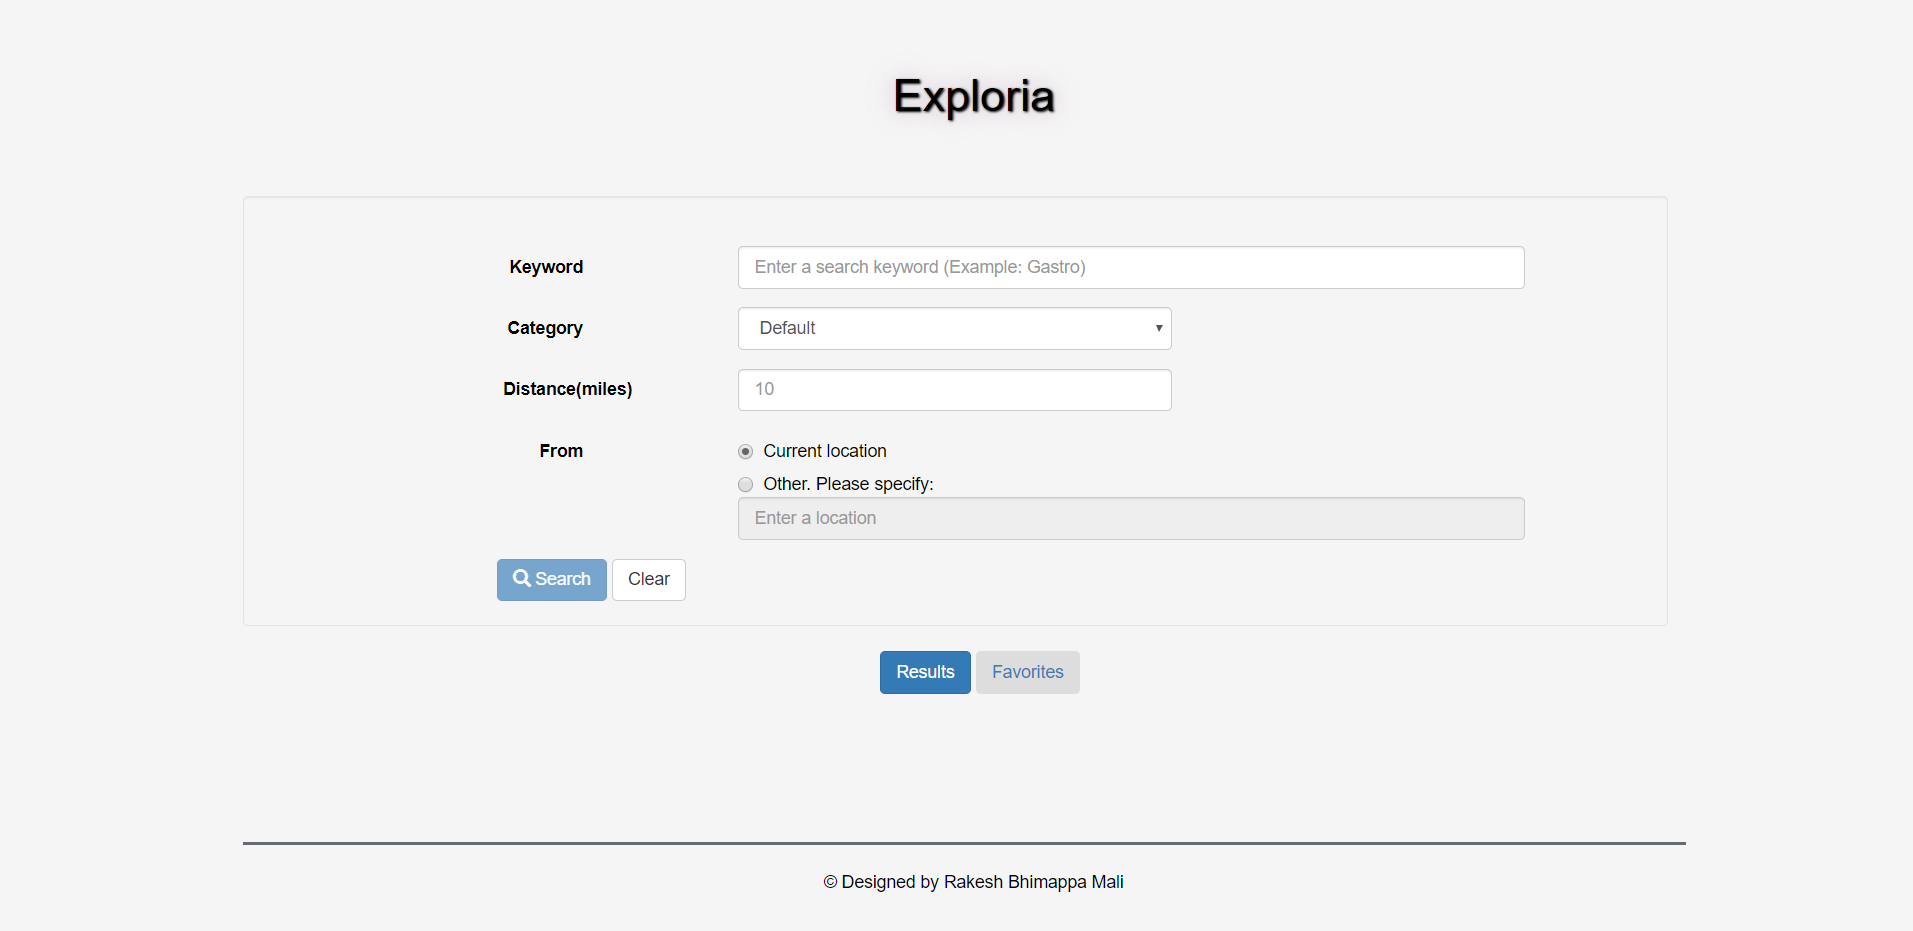 Exploria
Keyword
Enter a search keyword (Example: Gastro)
Category
Default
Distance(miles)
10
From
Current location
Other. Please specify:
Enter a location
Search
Clear
Results
Favorites
© Designed by Rakesh Bhimappa Mali